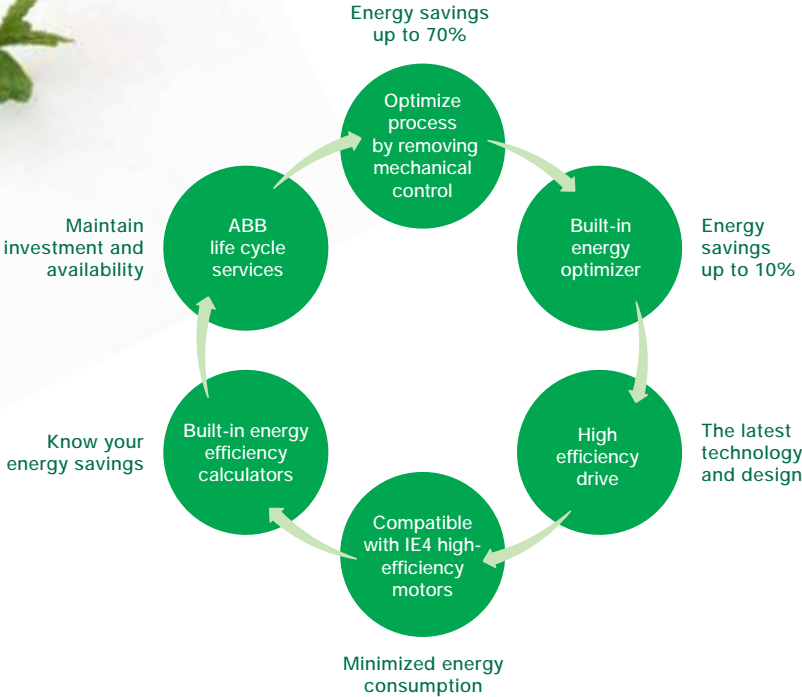 Energy savings
up to 70%
Optimize
process
by removing
mechanical
control
Built-in
energy
optimizer
Energy
savings
up to 10%
High
efficiency
drive
The latest
technology
and design
Compatible
with IE4 high-
efficiency
motors
Minimized energy
consumption
Built-in energy
efficiency
calculators
Know your
energy savings
ABB
life cycle
services
Maintain
investment and
availability